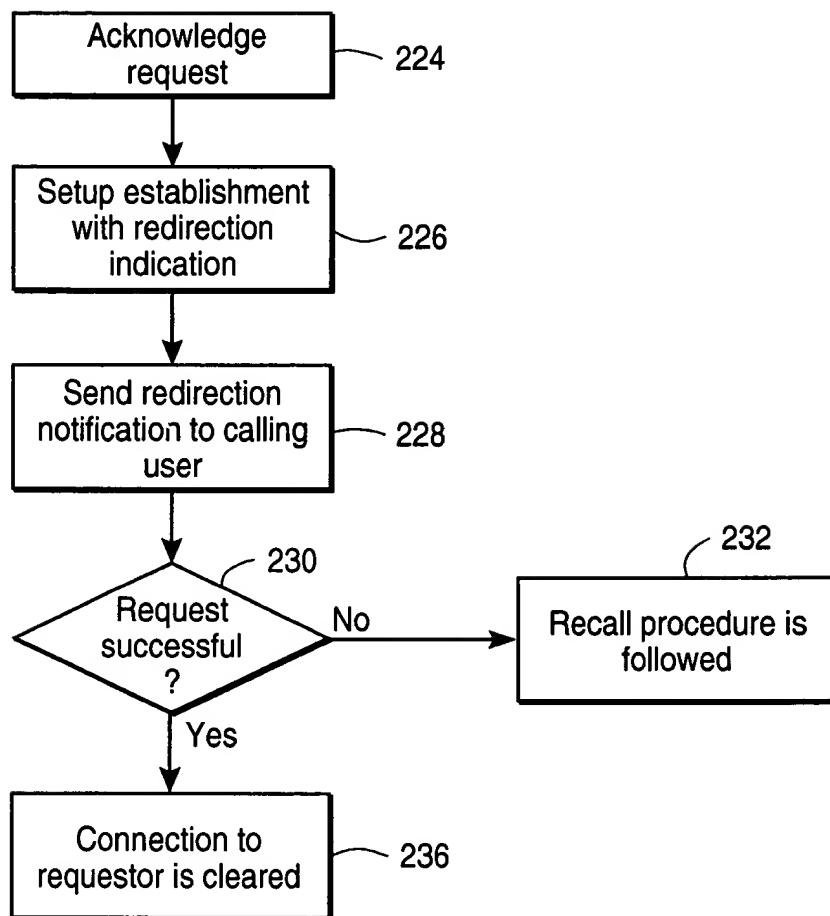 Acknowledge
request
224
Setup establishment
with redirection
indication
226
Send redirection
notification to calling
user
228
230
Request
successful
?
No
232
Recall procedure is
followed
Yes
Connection to
requestor is cleared
236